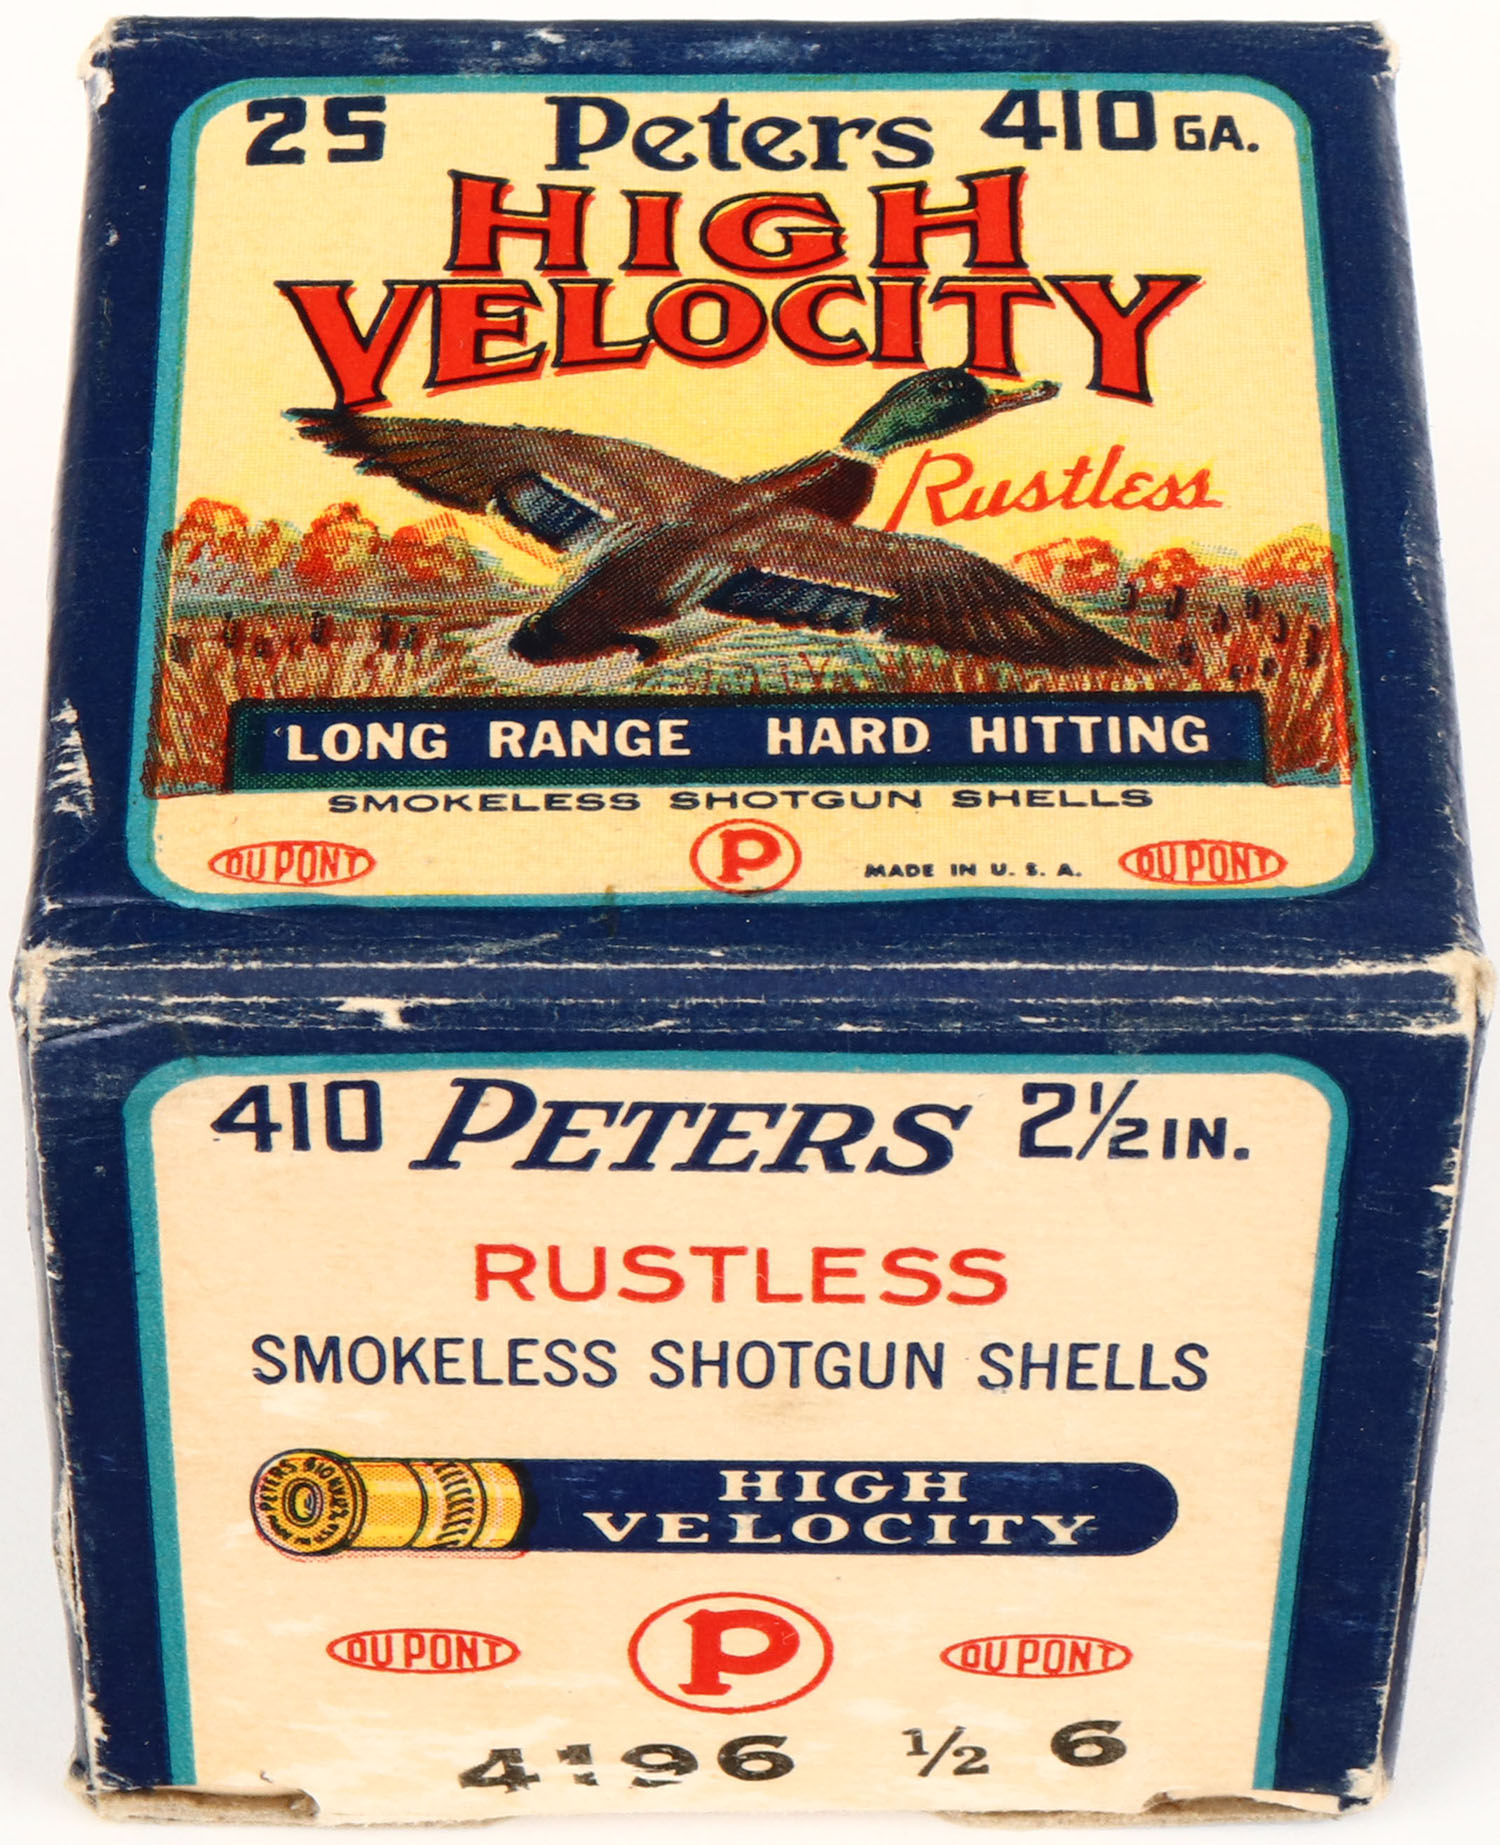 25 Peters 410 GA.
HIGH
VELOCITY
Rustless
LONG RANGE HARD HITTING
SMOKELESS SHOTGUN SHELLS
DU PONT P MADE IN U. S. A. DU PONT
410 PETERS 2½ IN.
RUSTLESS
SMOKELESS SHOTGUN SHELLS
PETERS
HIGH
VELOCITY
DU PONT P DU PONT
4196 ½ 6